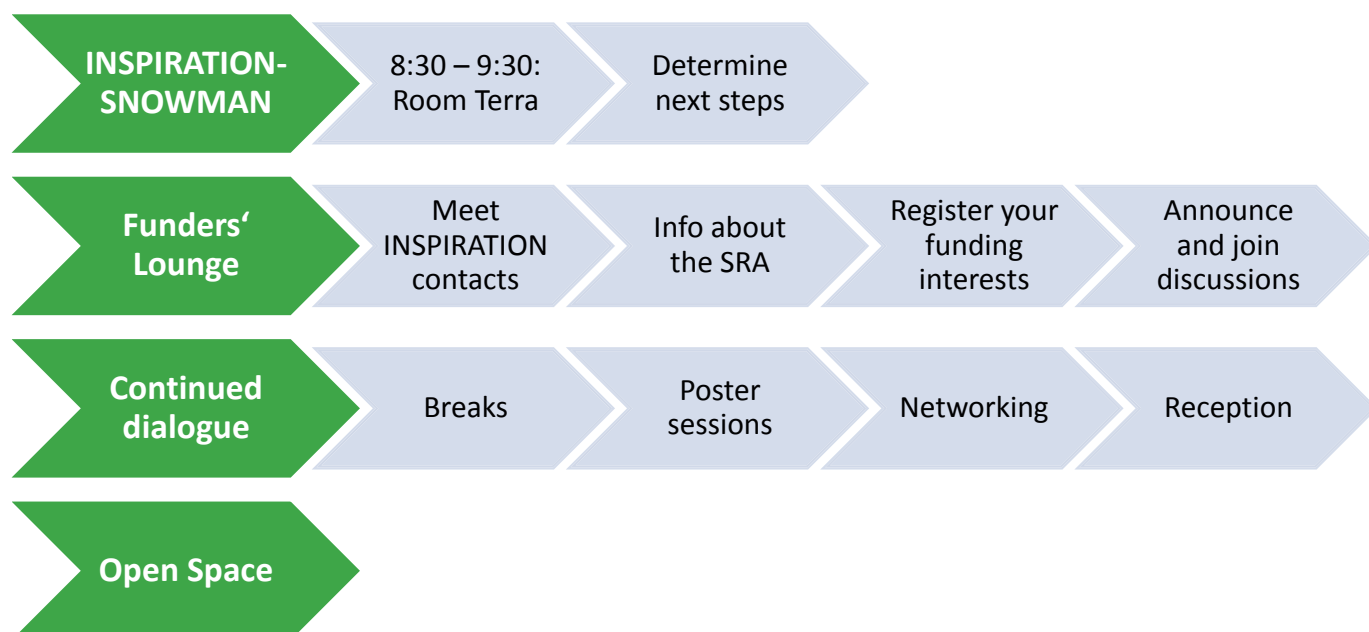 INSPIRATION-
SNOWMAN
8:30 – 9:30:
Room Terra
Determine
next steps
Funders‘
Lounge
Meet
INSPIRATION
contacts
Info about
the SRA
Register your
funding
interests
Announce
and join
discussions
Continued
dialogue
Breaks
Poster
sessions
Networking
Reception
Open Space